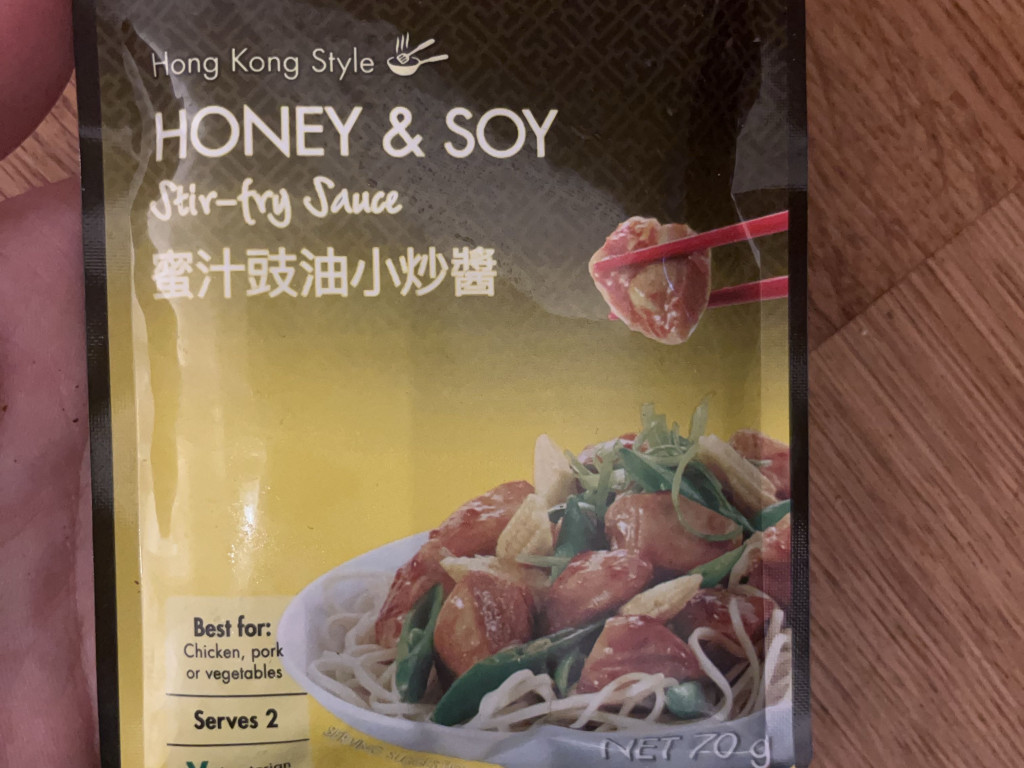 Hong Kong Style
HONEY & SOY
Stir-fry Sauce
蜜汁豉油小炒醬
Best for:
Chicken, pork
or vegetables
Serves 2
NET 70 g